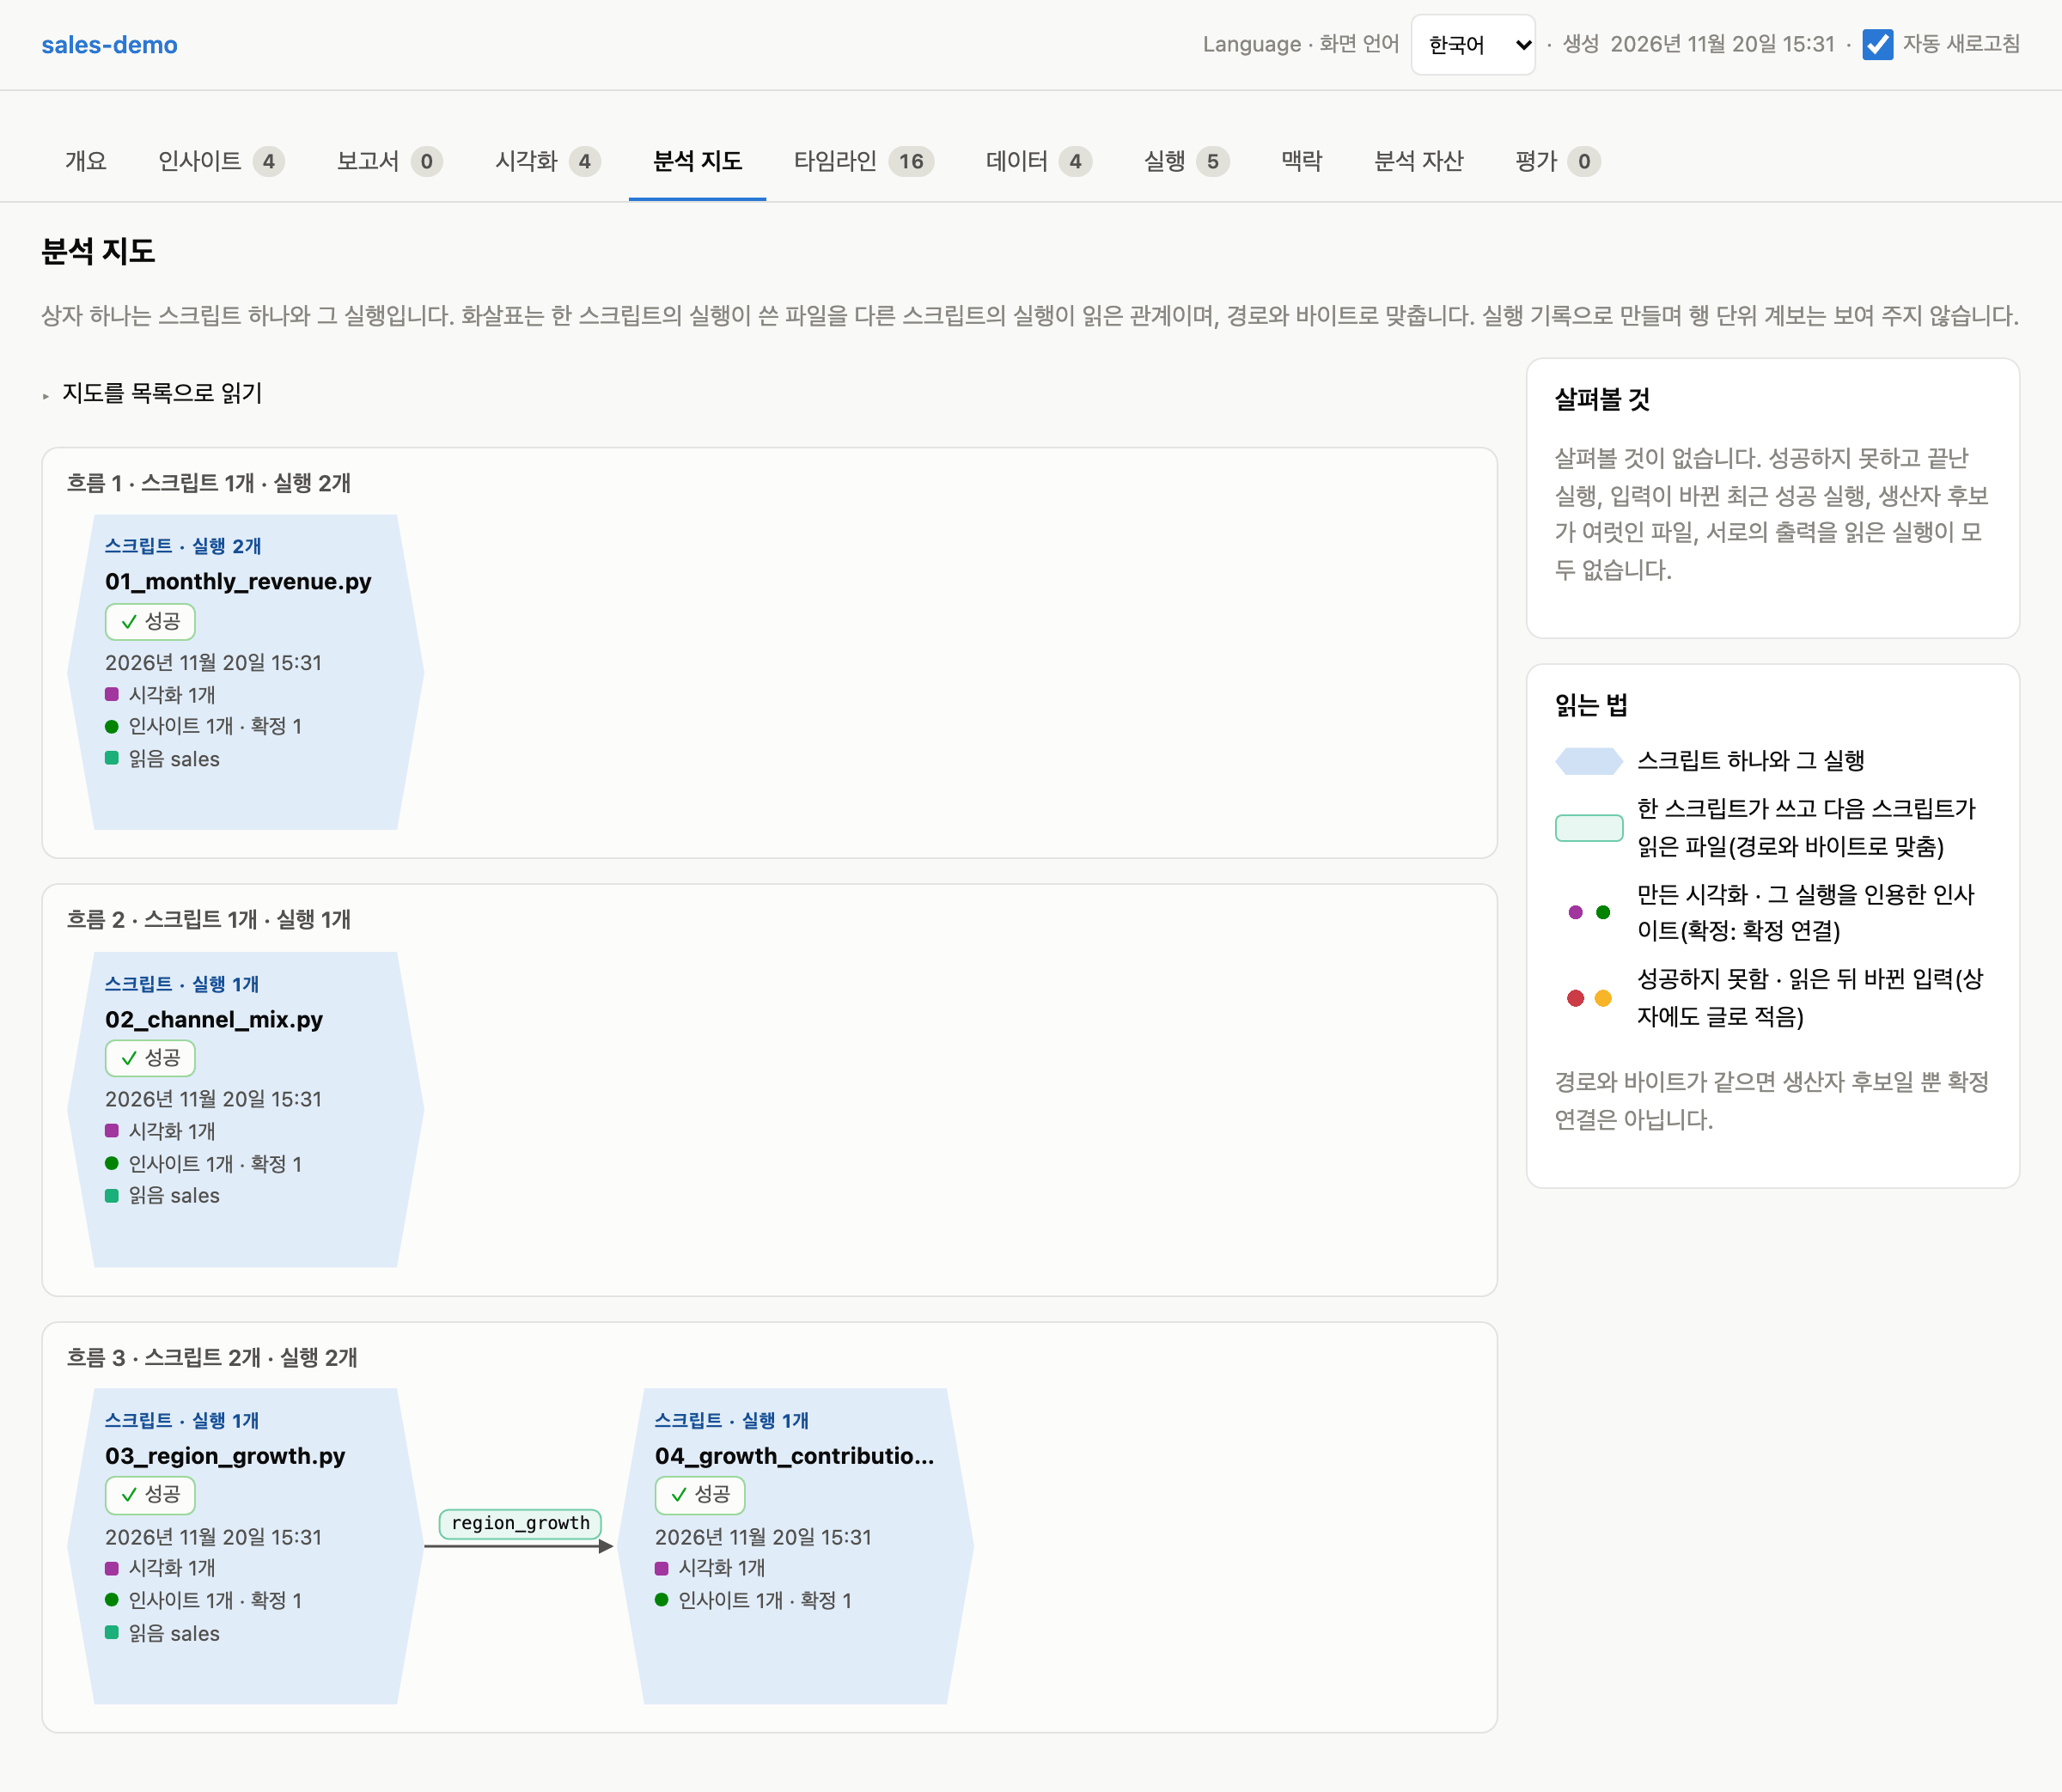 sales-demo
Language · 화면 언어 한국어 · 생성 2026년 11월 20일 15:31 · 자동 새로고침
개요 인사이트 4 보고서 0 시각화 4 분석 지도 타임라인 16 데이터 4 실행 5 맥락 분석 자산 평가 0
분석 지도
상자 하나는 스크립트 하나와 그 실행입니다. 화살표는 한 스크립트의 실행이 쓴 파일을 다른 스크립트의 실행이 읽은 관계이며, 경로와 바이트로 맞춥니다. 실행 기록으로 만들며 행 단위 계보는 보여 주지 않습니다.
지도를 목록으로 읽기
흐름 1 · 스크립트 1개 · 실행 2개
스크립트 · 실행 2개
01_monthly_revenue.py
✓ 성공
2026년 11월 20일 15:31
시각화 1개
인사이트 1개 · 확정 1
읽음 sales
흐름 2 · 스크립트 1개 · 실행 1개
스크립트 · 실행 1개
02_channel_mix.py
✓ 성공
2026년 11월 20일 15:31
시각화 1개
인사이트 1개 · 확정 1
읽음 sales
흐름 3 · 스크립트 2개 · 실행 2개
스크립트 · 실행 1개
03_region_growth.py
✓ 성공
2026년 11월 20일 15:31
시각화 1개
인사이트 1개 · 확정 1
읽음 sales
region_growth
스크립트 · 실행 1개
04_growth_contributio...
✓ 성공
2026년 11월 20일 15:31
시각화 1개
인사이트 1개 · 확정 1
살펴볼 것
살펴볼 것이 없습니다. 성공하지 못하고 끝난
실행, 입력이 바뀐 최근 성공 실행, 생산자 후보
가 여럿인 파일, 서로의 출력을 읽은 실행이 모
두 없습니다.
읽는 법
스크립트 하나와 그 실행
한 스크립트가 쓰고 다음 스크립트가
읽은 파일(경로와 바이트로 맞춤)
만든 시각화 · 그 실행을 인용한 인사
이트(확정: 확정 연결)
성공하지 못함 · 읽은 뒤 바뀐 입력(상
자에도 글로 적음)
경로와 바이트가 같으면 생산자 후보일 뿐 확정
연결은 아닙니다.